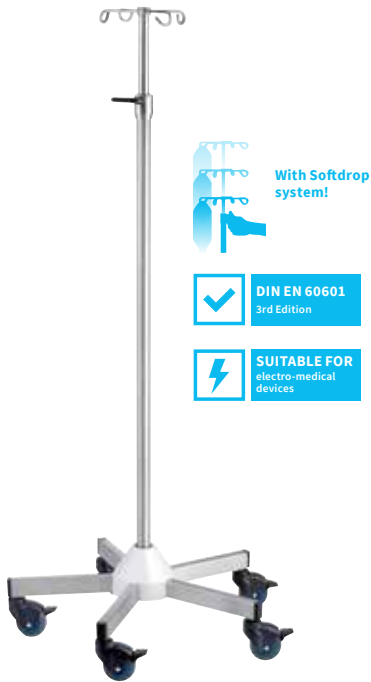 With Softdrop
system!
DIN EN 60601
3rd Edition
SUITABLE FOR
electro-medical
devices